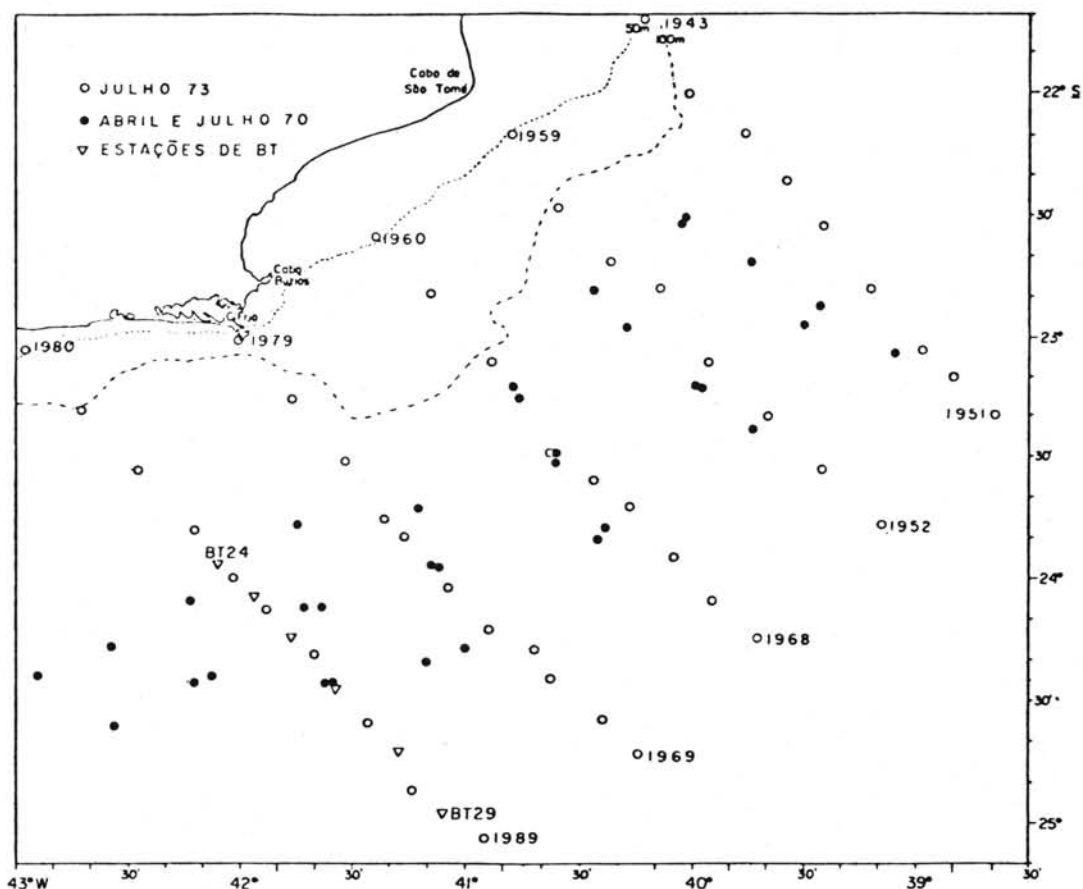 1943
50m
100m
Cabo de
São Tomé
22° S
○ JULHO 73
● ABRIL E JULHO 70
▽ ESTAÇÕES DE BT
1959
30'
1960
Cabo
Búzios
C. Frio
1979
1980
23°
1951
30'
1952
BT24
24°
1968
30'
1969
BT29
1989
25°
43° W
30'
42°
30'
41°
30'
40°
30'
39°
30'